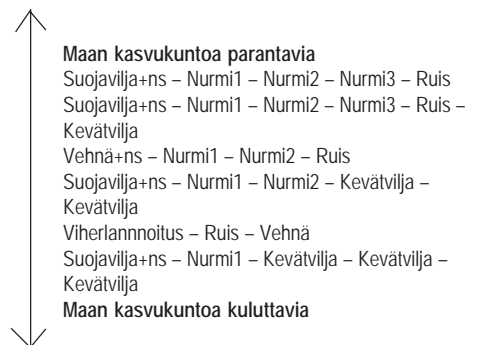 Maan kasvukuntoa parantavia
Suojavilja+ns – Nurmi1 – Nurmi2 – Nurmi3 – Ruis
Suojavilja+ns – Nurmi1 – Nurmi2 – Nurmi3 – Ruis –
Kevätvilja
Vehnä+ns – Nurmi1 – Nurmi2 – Ruis
Suojavilja+ns – Nurmi1 – Nurmi2 – Kevätvilja –
Kevätvilja
Viherlannnoitus – Ruis – Vehnä
Suojavilja+ns – Nurmi1 – Kevätvilja – Kevätvilja –
Kevätvilja
Maan kasvukuntoa kuluttavia